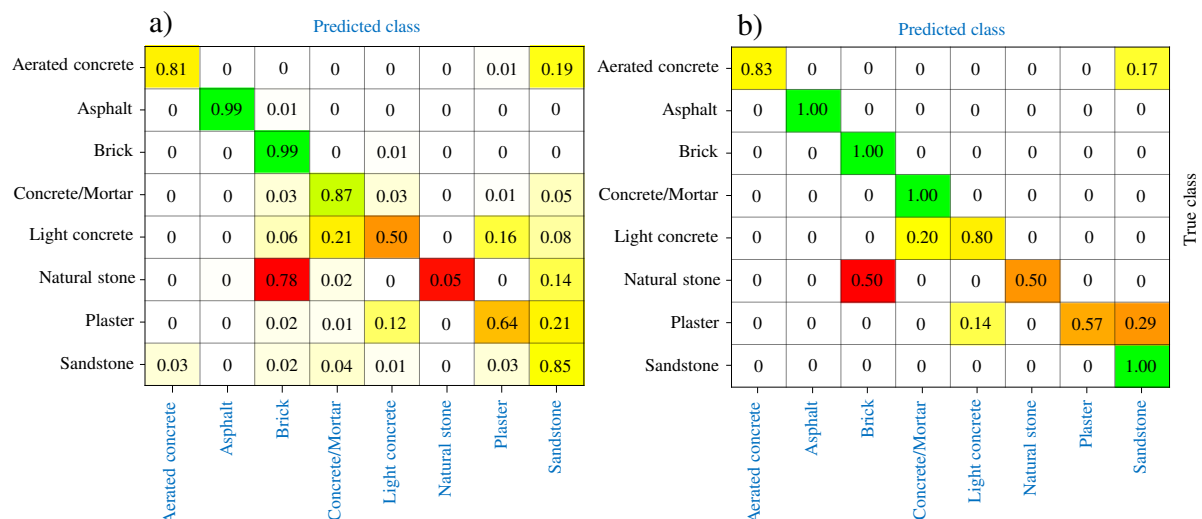 a)
Predicted class
Aerated concrete 0.81 0 0 0 0 0 0.01 0.19
Asphalt 0 0.99 0.01 0 0 0 0 0
Brick 0 0 0.99 0 0.01 0 0 0
Concrete/Mortar 0 0 0.03 0.87 0.03 0 0.01 0.05
Light concrete 0 0 0.06 0.21 0.50 0 0.16 0.08
Natural stone 0 0 0.78 0.02 0 0.05 0 0.14
Plaster 0 0 0.02 0.01 0.12 0 0.64 0.21
Sandstone 0.03 0 0.02 0.04 0.01 0 0.03 0.85
Aerated concrete
Asphalt
Brick
Concrete/Mortar
Light concrete
Natural stone
Plaster
Sandstone
b)
Predicted class
Aerated concrete 0.83 0 0 0 0 0 0 0.17
Asphalt 0 1.00 0 0 0 0 0 0
Brick 0 0 1.00 0 0 0 0 0
Concrete/Mortar 0 0 0 1.00 0 0 0 0
Light concrete 0 0 0 0.20 0.80 0 0 0
Natural stone 0 0 0.50 0 0 0.50 0 0
Plaster 0 0 0 0 0.14 0 0.57 0.29
Sandstone 0 0 0 0 0 0 0 1.00
Aerated concrete
Asphalt
Brick
Concrete/Mortar
Light concrete
Natural stone
Plaster
Sandstone
True class